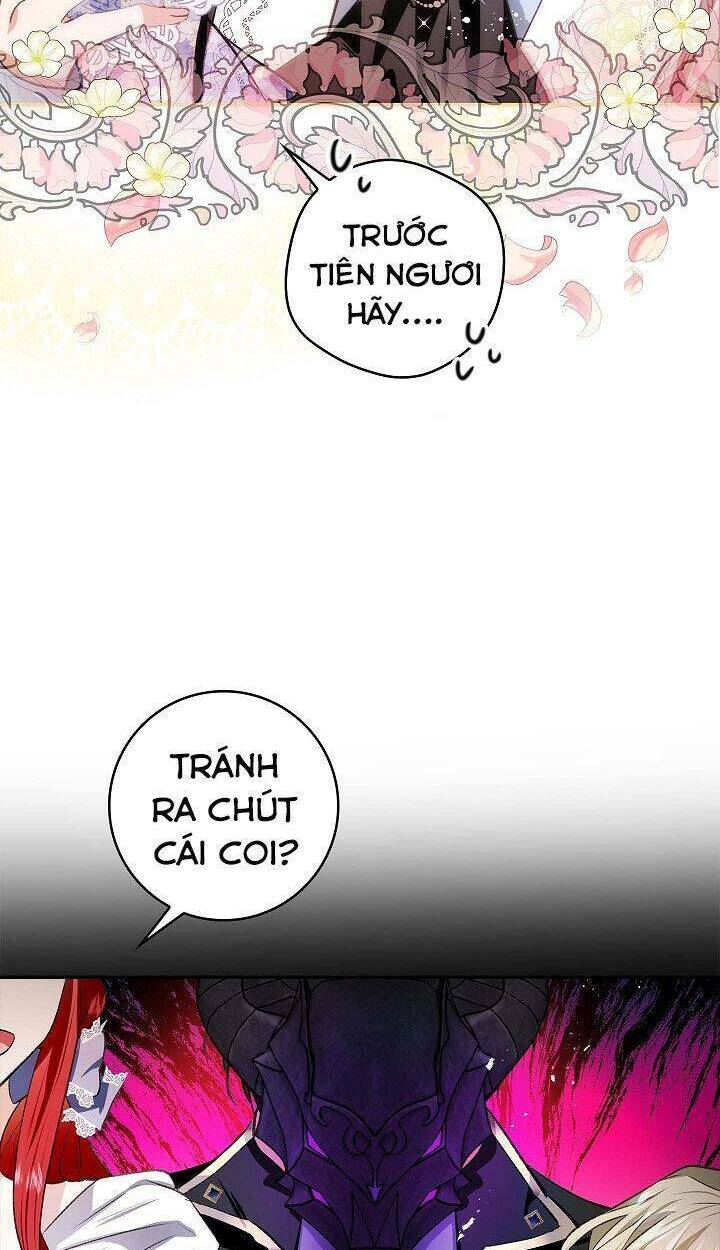 TRƯỚC
TIÊN NGƯƠI
HÃY....
TRÁNH
RA CHÚT
CÁI COI?